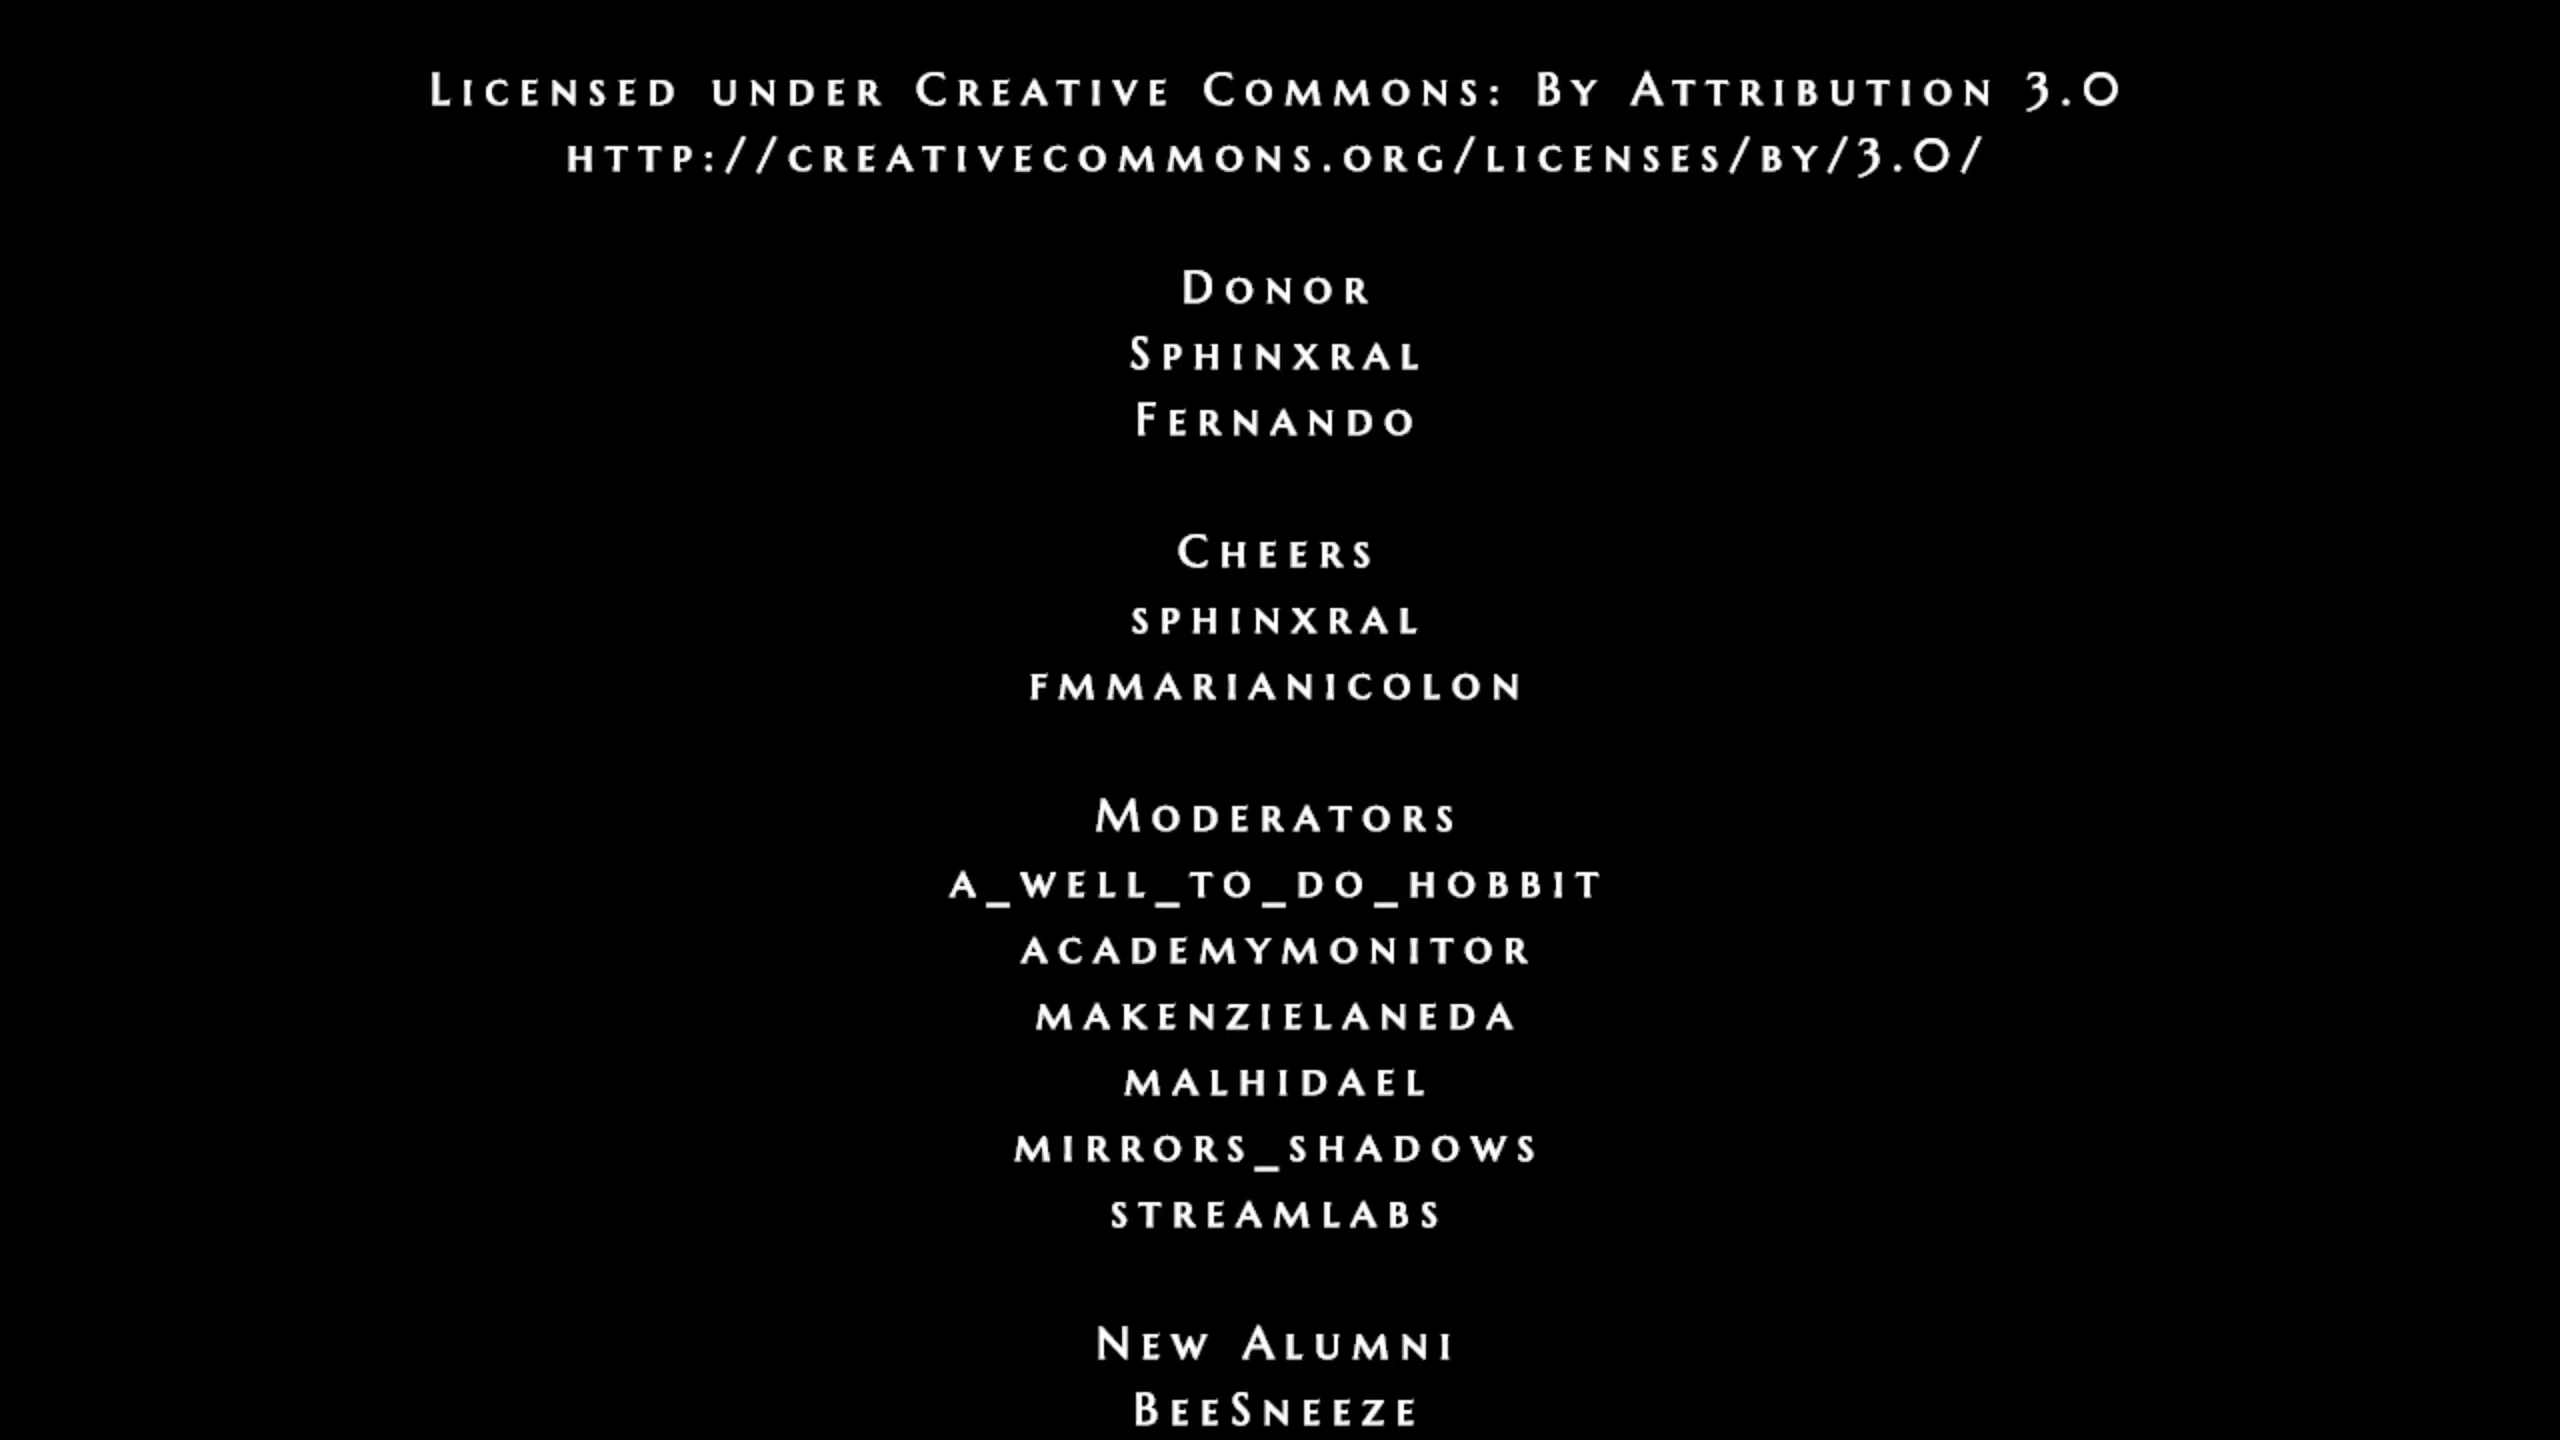 Licensed under Creative Commons: By Attribution 3.0
http://creativecommons.org/licenses/by/3.0/
Donor
Sphinxral
Fernando
Cheers
sphinxral
fmmarianicolon
Moderators
a_well_to_do_hobbit
academymonitor
makenzielaneda
malhidael
mirrors_shadows
streamlabs
New Alumni
BeeSneeze